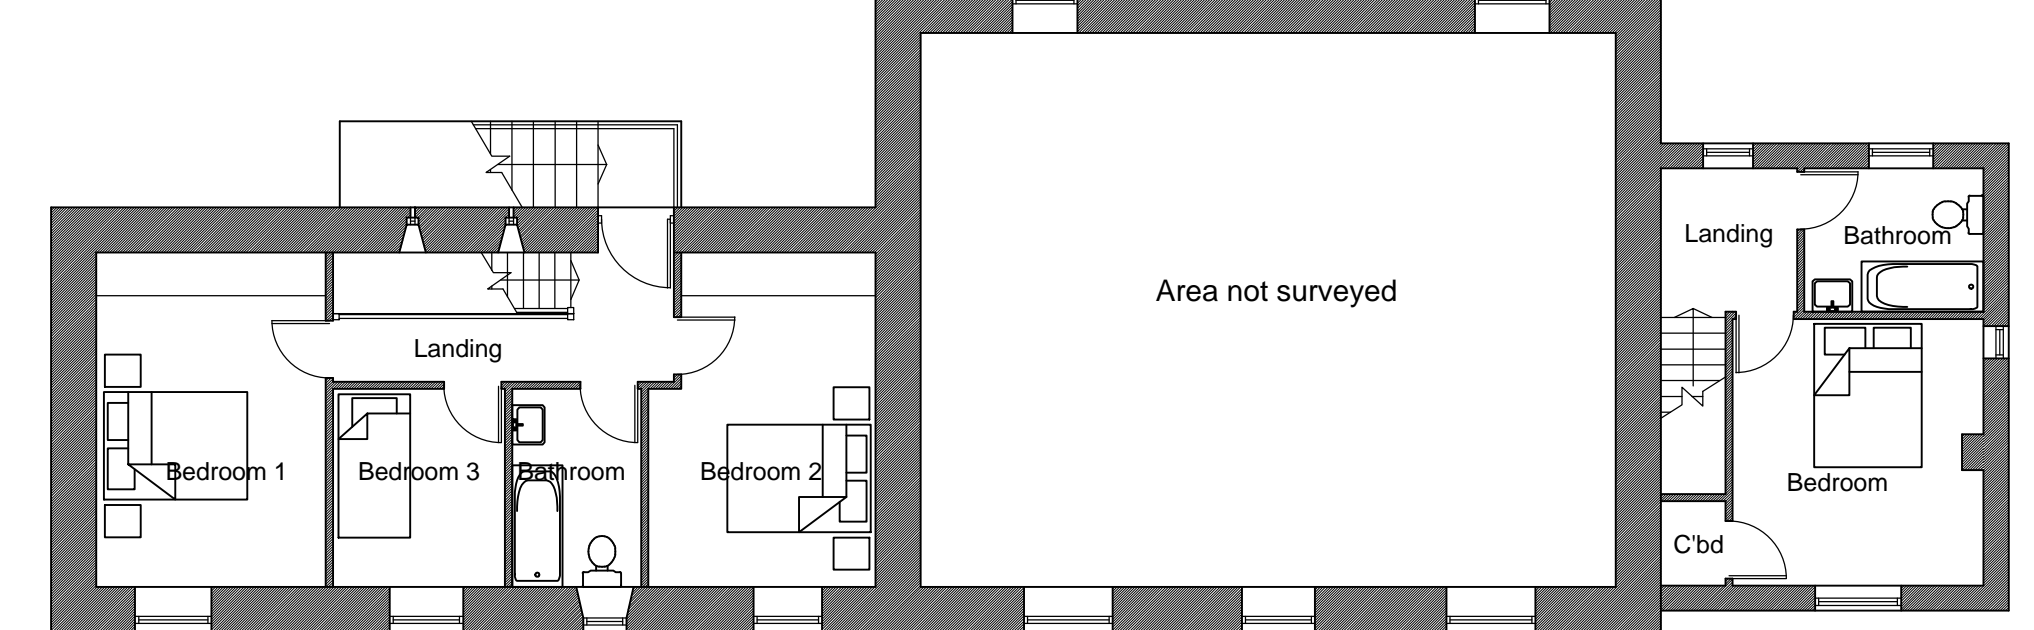 Landing
Bathroom
Area not surveyed
Landing
Bedroom 1
Bedroom 3
Bathroom
Bedroom 2
Bedroom
C'bd